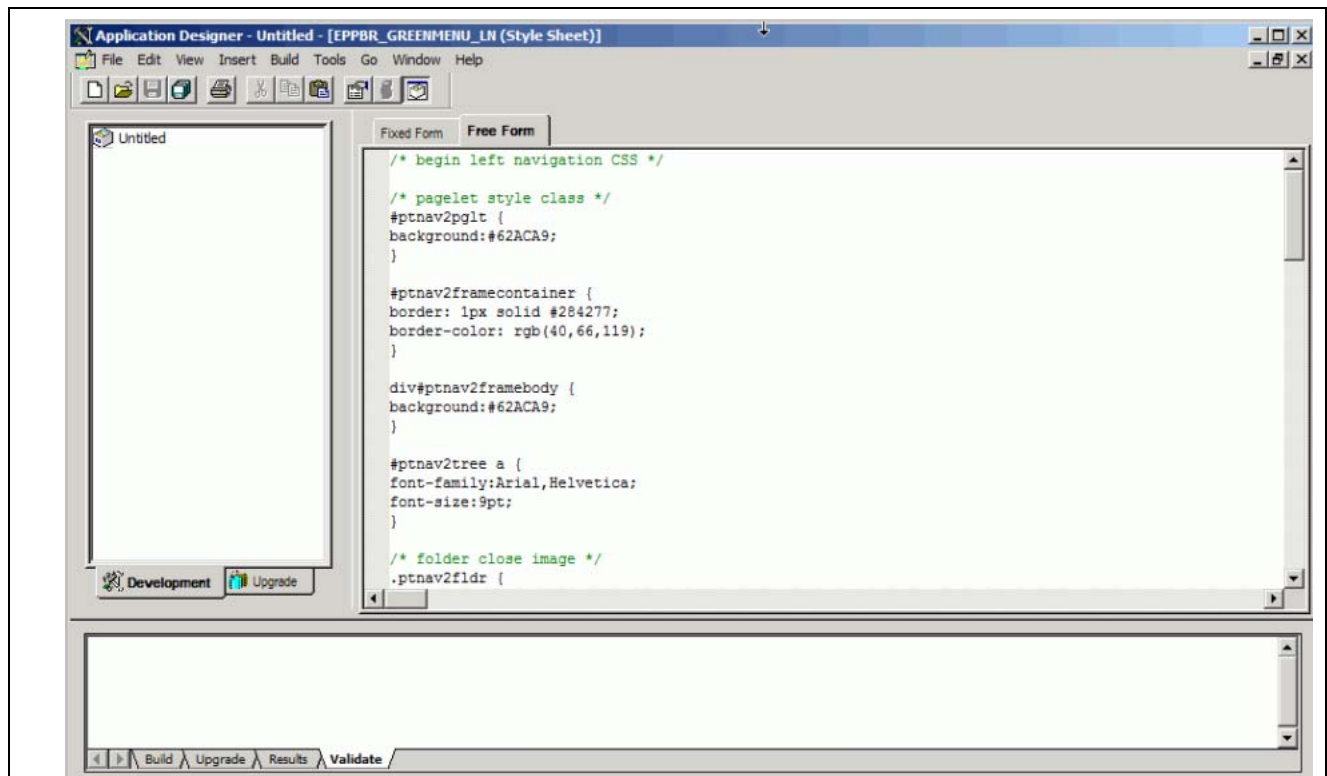 Application Designer - Untitled - [EPPBR_GREENMENU_LN (Style Sheet)]
File Edit View Insert Build Tools Go Window Help
Untitled
Fixed Form Free Form
/* begin left navigation CSS */
/* pagelet style class */
#ptnav2pglt {
background:#62ACA9;
}
#ptnav2framecontainer {
border: 1px solid #284277;
border-color: rgb(40,66,119);
}
div#ptnav2framebody {
background:#62ACA9;
}
#ptnav2tree a {
font-family:Arial,Helvetica;
font-size:9pt;
}
/* folder close image */
.ptnav2fldr {
Development Upgrade
Build Upgrade Results Validate